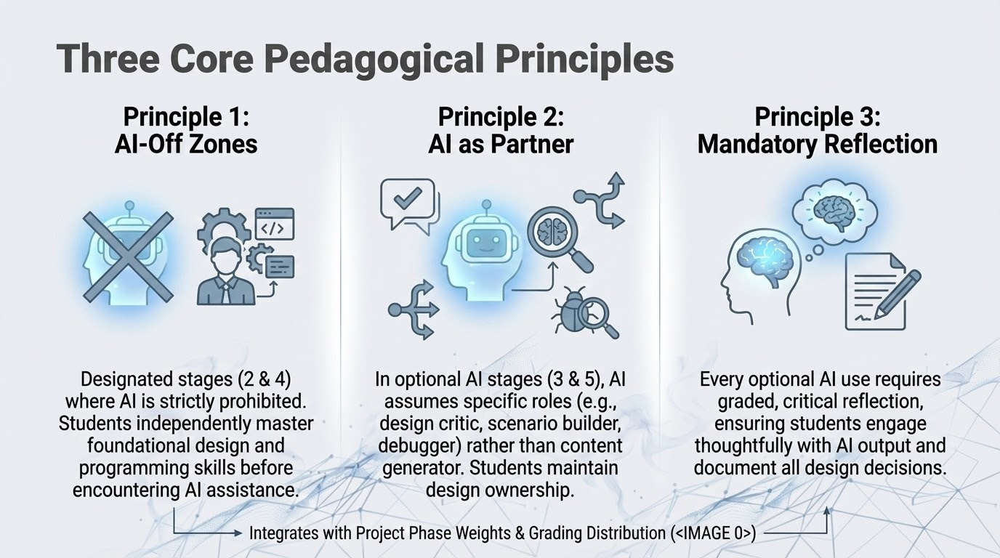 Three Core Pedagogical Principles
Principle 1:
AI-Off Zones
</>
Designated stages (2 & 4)
where AI is strictly prohibited.
Students independently master
foundational design and
programming skills before
encountering AI assistance.
Principle 2:
AI as Partner
In optional AI stages (3 & 5), AI
assumes specific roles (e.g.,
design critic, scenario builder,
debugger) rather than content
generator. Students maintain
design ownership.
Principle 3:
Mandatory Reflection
Every optional AI use requires
graded, critical reflection,
ensuring students engage
thoughtfully with AI output and
document all design decisions.
Integrates with Project Phase Weights & Grading Distribution (<IMAGE 0>)